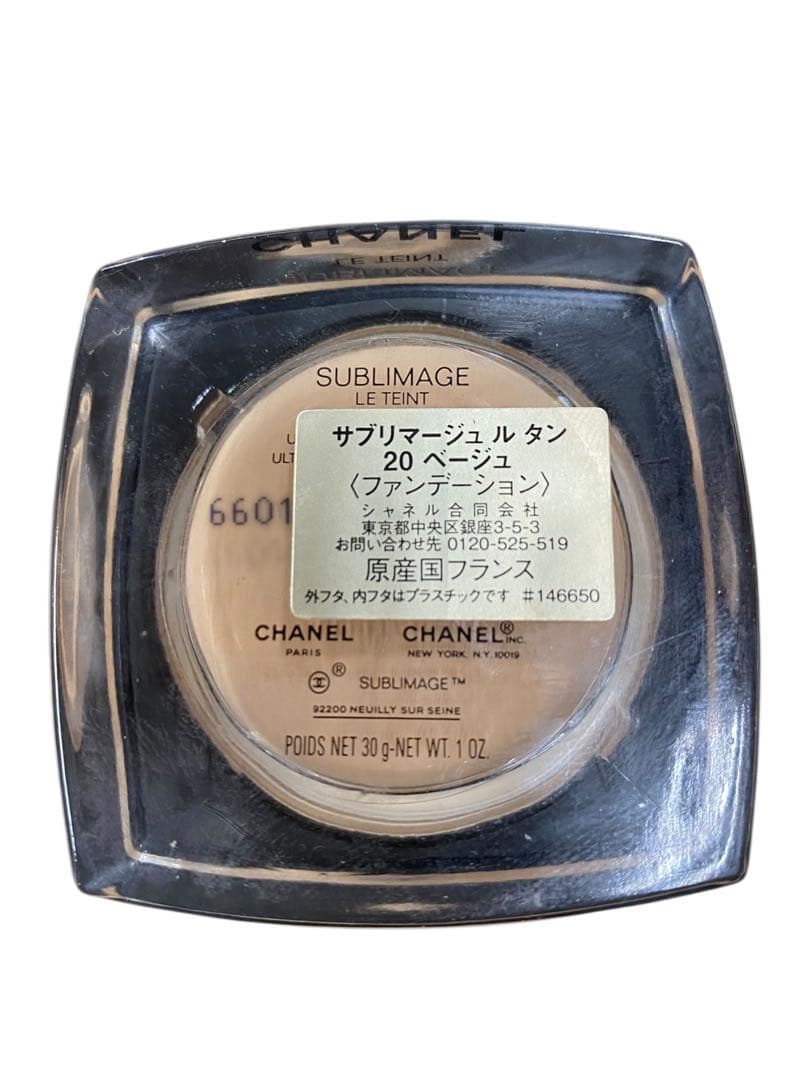 CHANEL
LE TEINT
SUBLIMAGE
LE TEINT
U
ULT
6601
サブリマージュ ル タン
20 ベージュ
〈ファンデーション〉
シャネル合同会社
東京都中央区銀座3-5-3
お問い合わせ先 0120-525-519
原産国フランス
外フタ、内フタはプラスチックです #146650
CHANEL CHANEL® INC.
PARIS NEW YORK. N.Y. 10019
® SUBLIMAGE™
92200 NEUILLY SUR SEINE
POIDS NET 30 g-NET WT. 1 OZ.